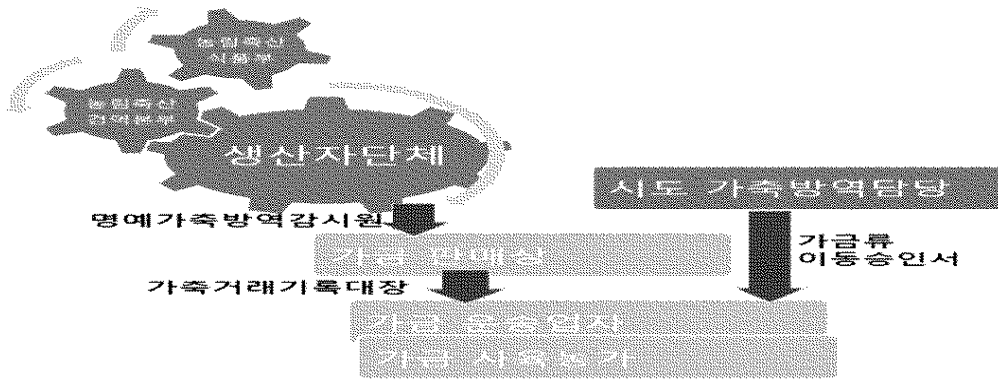 농림축산
식품부
농림축산
검역본부
생산자단체
시도 가축방역담당
명예가축방역감시원
가금류
이동승인서
가금 판매상
가축거래기록대장
가금 운송업자
가금 사육농가